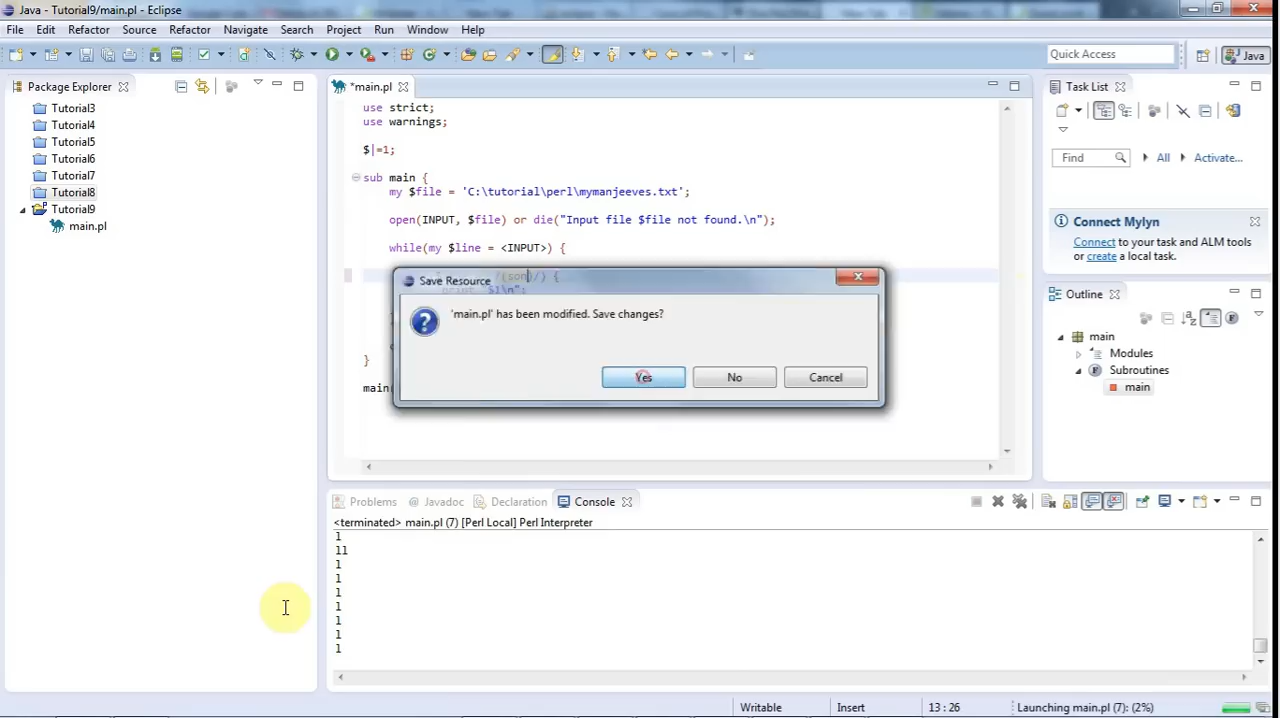 Java - Tutorial9/main.pl - Eclipse
File Edit Refactor Source Refactor Navigate Search Project Run Window Help
Quick Access
Java
Package Explorer
Tutorial3
Tutorial4
Tutorial5
Tutorial6
Tutorial7
Tutorial8
Tutorial9
main.pl
*main.pl
use strict;
use warnings;
$|=1;
sub main {
my $file = 'C:\tutorial\perl\mymanjeeves.txt';
open(INPUT, $file) or die("Input file $file not found.\n");
while(my $line = <INPUT>) {
(son)/) {
print "$1\n";
}
main
Save Resource
'main.pl' has been modified. Save changes?
Yes No Cancel
Task List
Find All Activate...
Connect Mylyn
Connect to your task and ALM tools
or create a local task.
Outline
main
Modules
Subroutines
main
Problems @ Javadoc Declaration Console
<terminated> main.pl (7) [Perl Local] Perl Interpreter
1
11
1
1
1
1
1
1
1
Writable Insert 13 : 26 Launching main.pl (7): (2%)